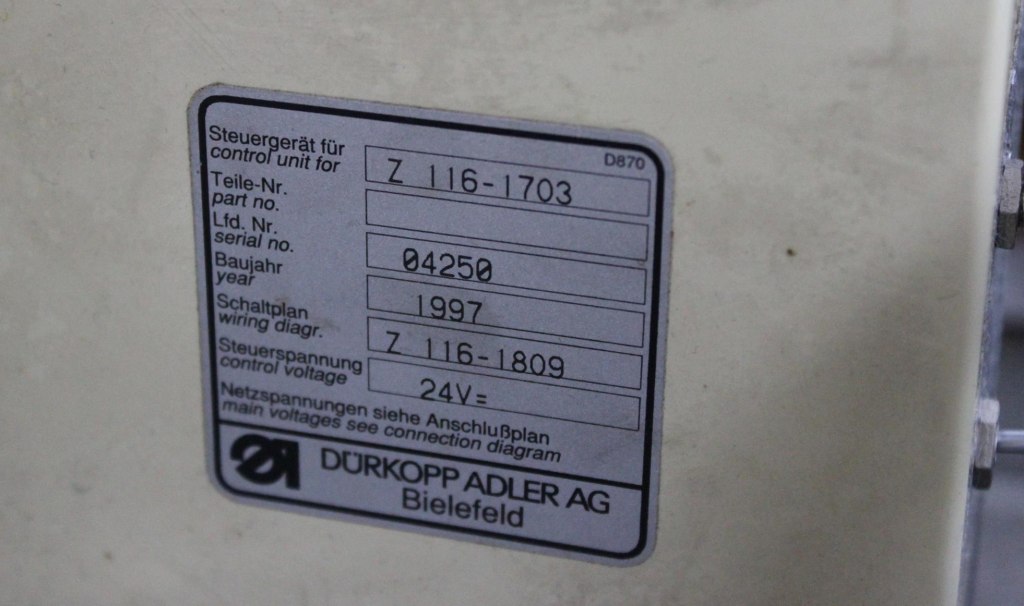 D870
Steuergerät für
control unit for
Z 116-1703
Teile-Nr.
part no.
Lfd. Nr.
serial no.
04250
Baujahr
year
1997
Schaltplan
wiring diagr.
Z 116-1809
Steuerspannung
control voltage
24V=
Netzspannungen siehe Anschlußplan
main voltages see connection diagram
DÜRKOPP ADLER AG
Bielefeld